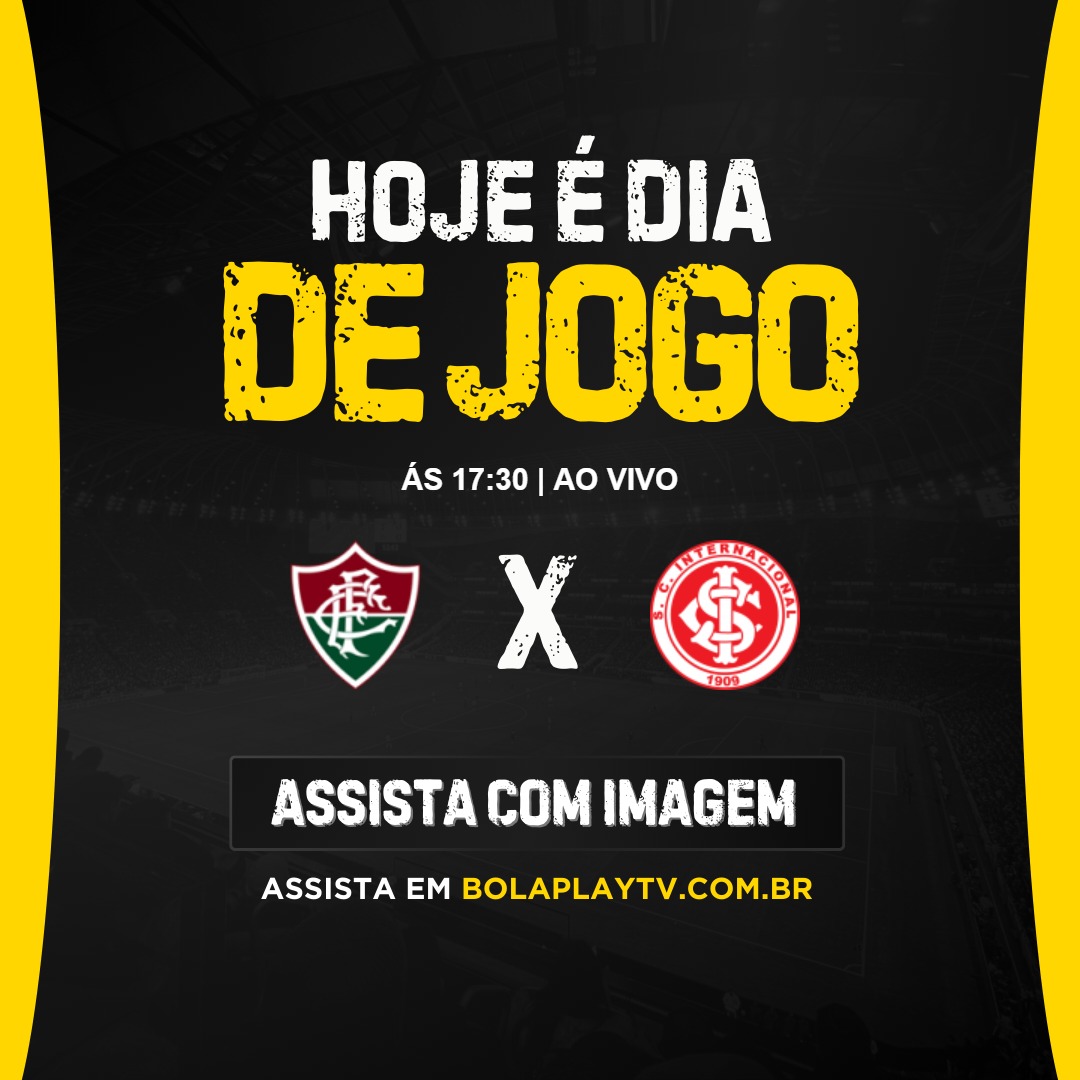 HOJE É DIA
DE JOGO
ÁS 17:30 | AO VIVO
X
S. C. INTERNACIONAL
1909
ASSISTA COM IMAGEM
ASSISTA EM BOLAPLAYTV.COM.BR